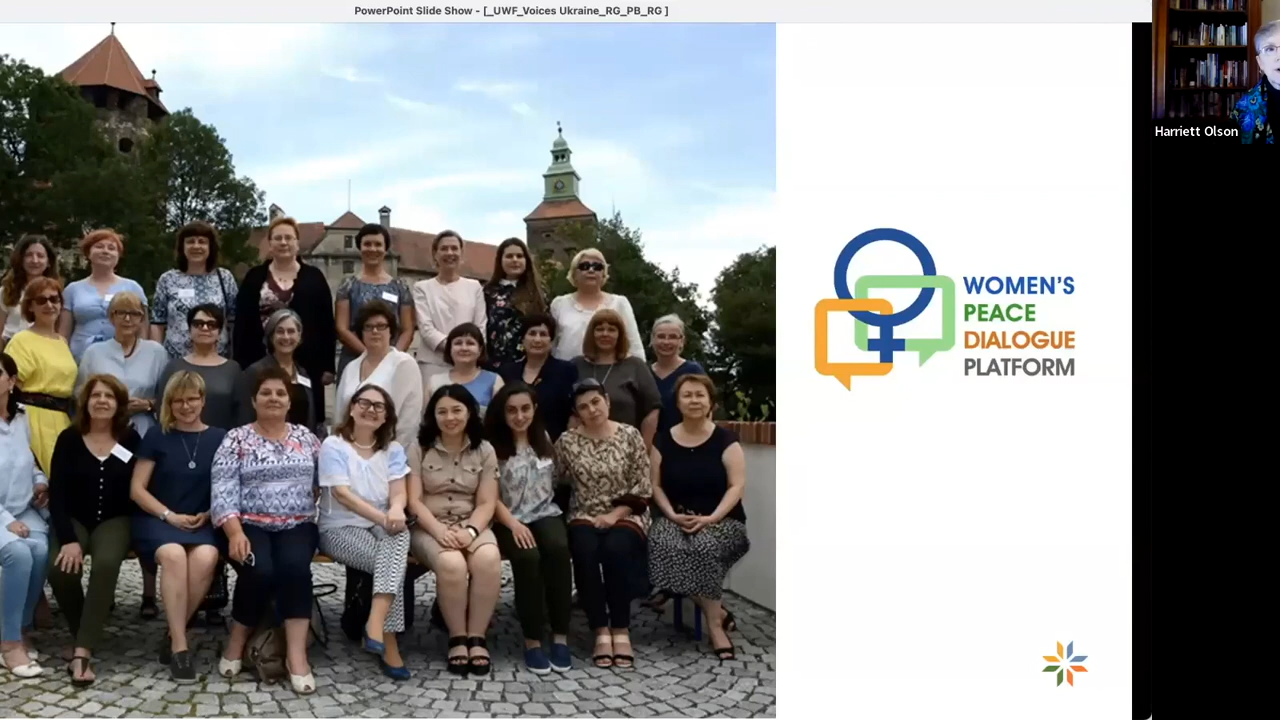 PowerPoint Slide Show - [_UWF_Voices Ukraine_RG_PB_RG ]
Harriett Olson
WOMEN'S
PEACE
DIALOGUE
PLATFORM